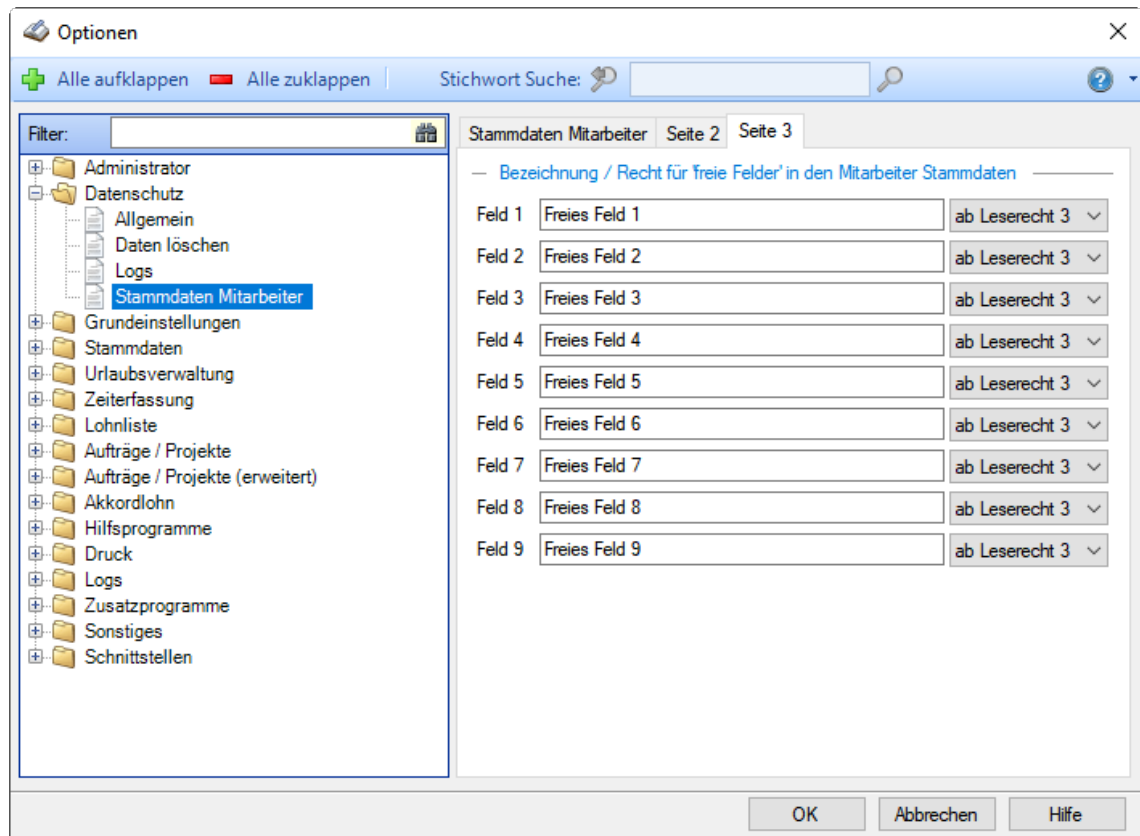 Optionen
Alle aufklappen Alle zuklappen Stichwort Suche:
Filter:
Administrator
Datenschutz
Allgemein
Daten löschen
Logs
Stammdaten Mitarbeiter
Grundeinstellungen
Stammdaten
Urlaubsverwaltung
Zeiterfassung
Lohnliste
Aufträge / Projekte
Aufträge / Projekte (erweitert)
Akkordlohn
Hilfsprogramme
Druck
Logs
Zusatzprogramme
Sonstiges
Schnittstellen
Stammdaten Mitarbeiter Seite 2 Seite 3
Bezeichnung / Recht für 'freie Felder' in den Mitarbeiter Stammdaten
Feld 1 Freies Feld 1 ab Leserecht 3
Feld 2 Freies Feld 2 ab Leserecht 3
Feld 3 Freies Feld 3 ab Leserecht 3
Feld 4 Freies Feld 4 ab Leserecht 3
Feld 5 Freies Feld 5 ab Leserecht 3
Feld 6 Freies Feld 6 ab Leserecht 3
Feld 7 Freies Feld 7 ab Leserecht 3
Feld 8 Freies Feld 8 ab Leserecht 3
Feld 9 Freies Feld 9 ab Leserecht 3
OK Abbrechen Hilfe